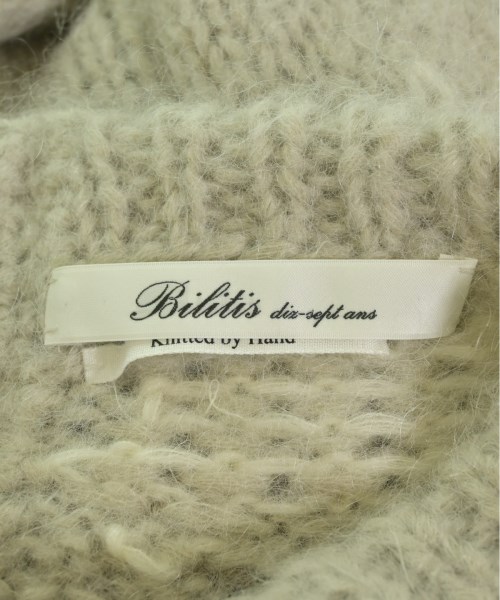 Bilitis dix-sept ans
Knitted by Hand